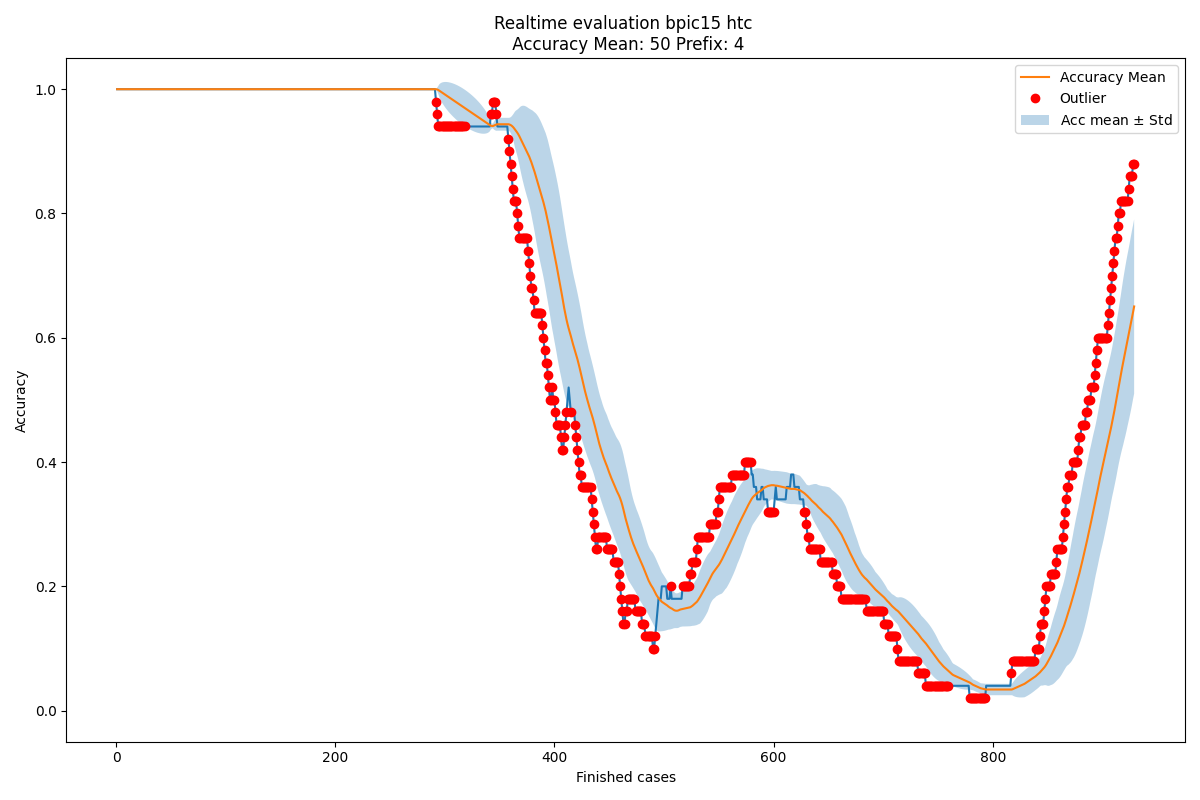 Realtime evaluation bpic15 htc
Accuracy Mean: 50 Prefix: 4
Accuracy Mean
Outlier
Acc mean ± Std
1.0
0.8
0.6
0.4
0.2
0.0
Accuracy
0
200
400
600
800
Finished cases